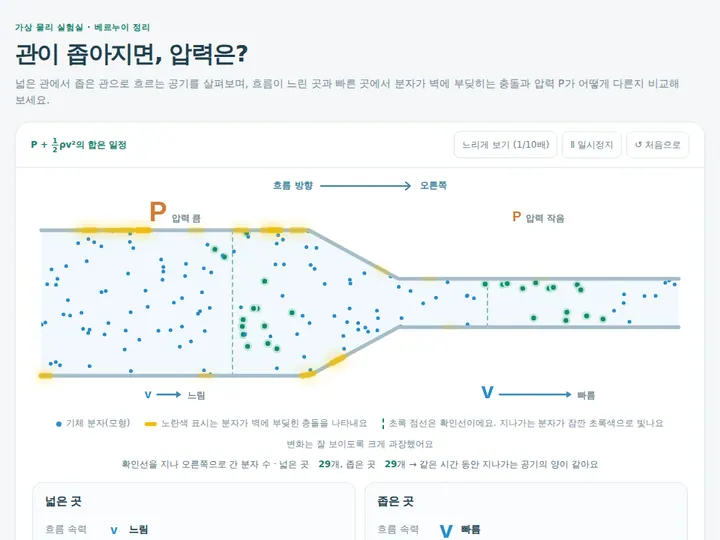 가상 물리 실험실 · 베르누이 정리
관이 좁아지면, 압력은?
넓은 관에서 좁은 관으로 흐르는 공기를 살펴보며, 흐름이 느린 곳과 빠른 곳에서 분자가 벽에 부딪히는 충돌과 압력 P가 어떻게 다른지 비교해
보세요.
P + ½ρv²의 합은 일정
느리게 보기 (1/10배)
Ⅱ 일시정지
↺ 처음으로
흐름 방향 → 오른쪽
P 압력 큼
P 압력 작음
v → 느림
v → 빠름
기체 분자(모형)
노란색 표시는 분자가 벽에 부딪힌 충돌을 나타내요
초록 점선은 확인선이에요. 지나가는 분자가 잠깐 초록색으로 빛나요
변화는 잘 보이도록 크게 과장했어요
확인선을 지나 오른쪽으로 간 분자 수 · 넓은 곳 29개, 좁은 곳 29개 → 같은 시간 동안 지나가는 공기의 양이 같아요
넓은 곳
흐름 속력 v 느림
좁은 곳
흐름 속력 v 빠름